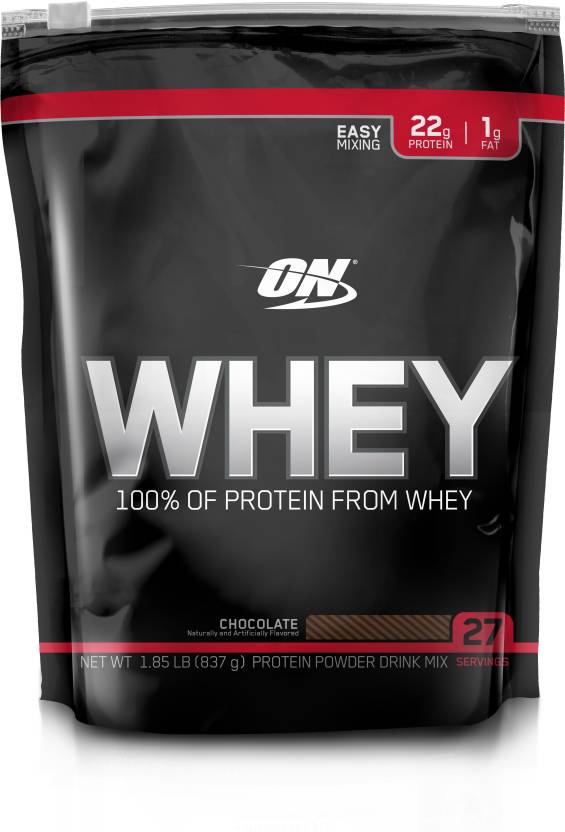 EASY MIXING
22g PROTEIN | 1g FAT
ON®
WHEY
100% OF PROTEIN FROM WHEY
CHOCOLATE
Naturally and Artificially Flavored
27 SERVINGS
NET WT 1.85 LB (837 g) PROTEIN POWDER DRINK MIX